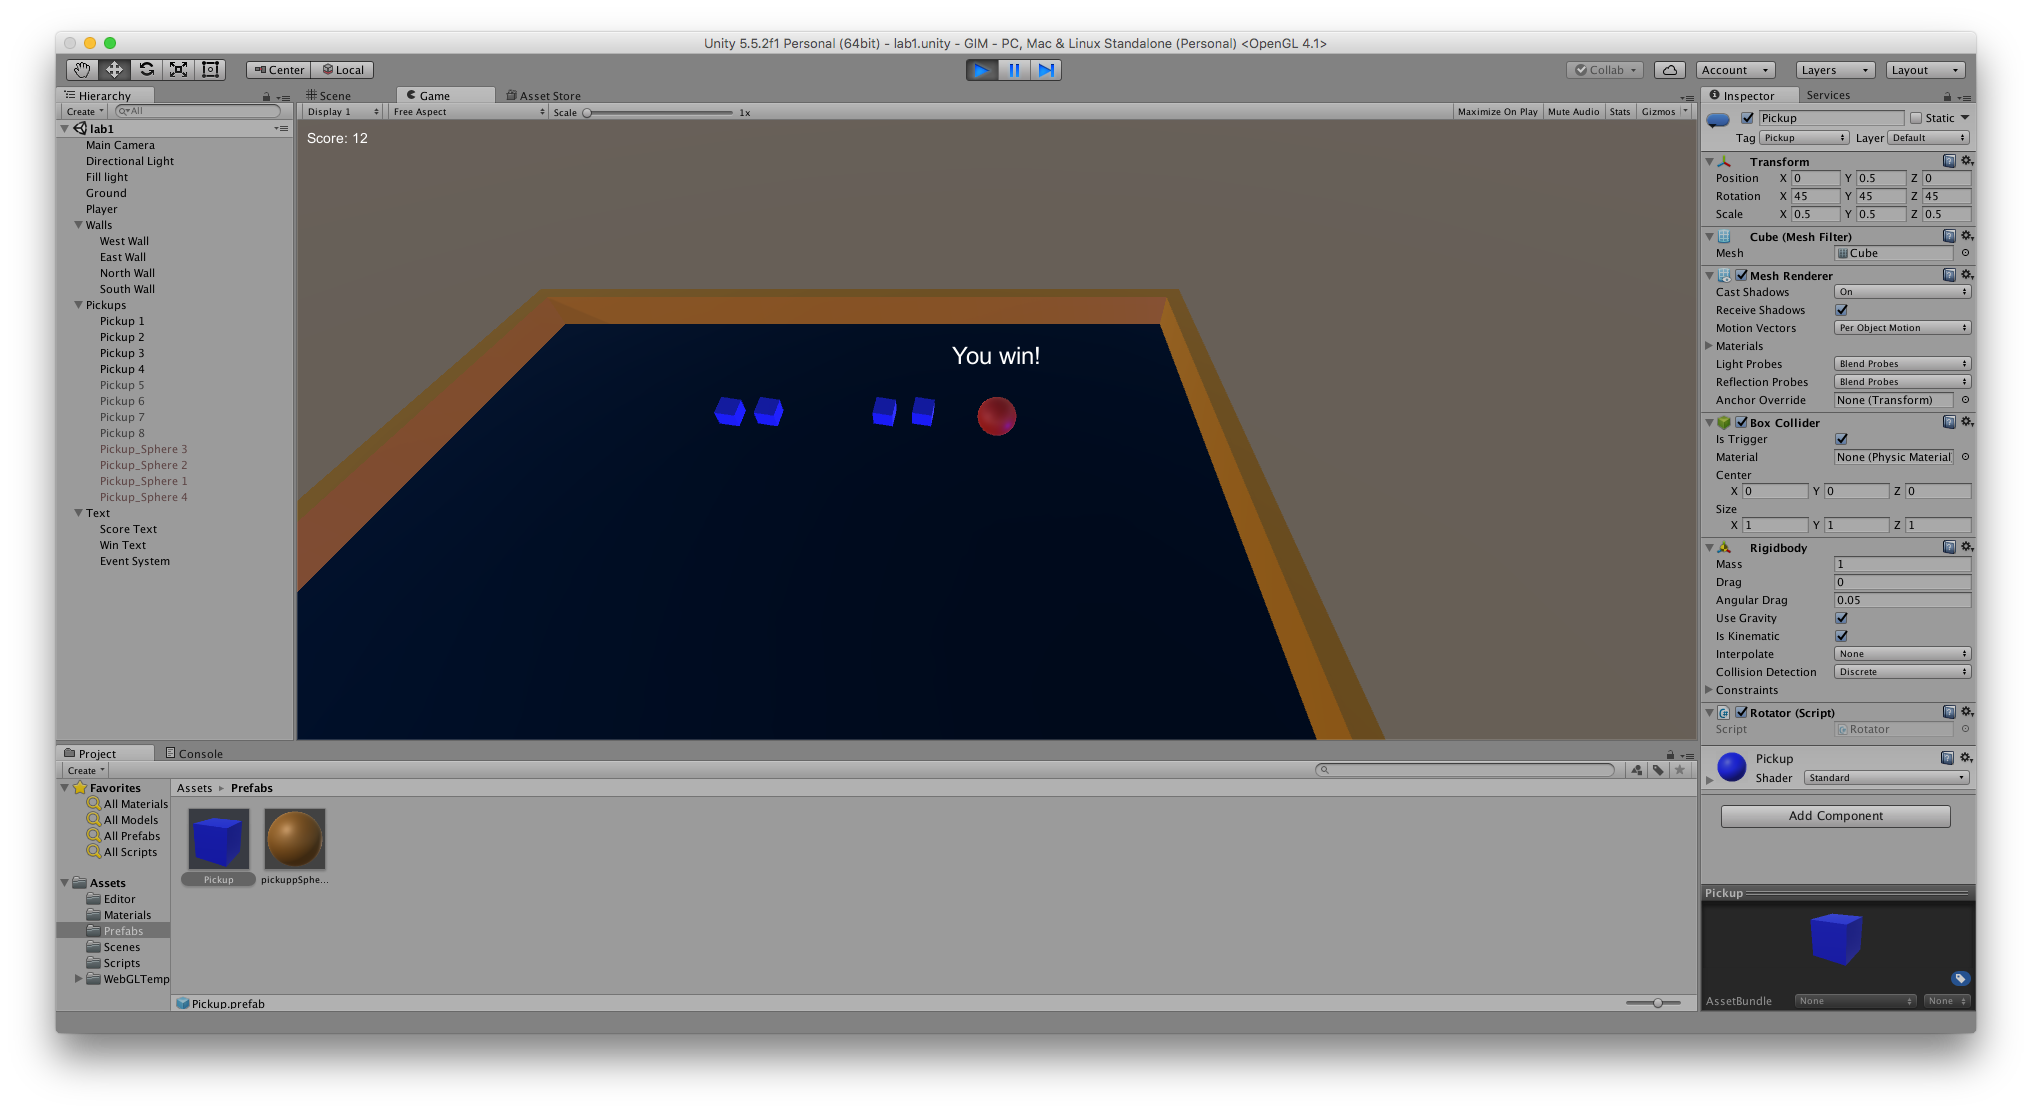 Unity 5.5.2f1 Personal (64bit) - lab1.unity - GIM - PC, Mac & Linux Standalone (Personal) <OpenGL 4.1>
Center Local Collab Account Layers Layout
Hierarchy
Create All
lab1
Main Camera
Directional Light
Fill light
Ground
Player
Walls
West Wall
East Wall
North Wall
South Wall
Pickups
Pickup 1
Pickup 2
Pickup 3
Pickup 4
Pickup 5
Pickup 6
Pickup 7
Pickup 8
Pickup_Sphere 3
Pickup_Sphere 2
Pickup_Sphere 1
Pickup_Sphere 4
Text
Score Text
Win Text
Event System
Scene Game Asset Store
Display 1 Free Aspect Scale 1x Maximize On Play Mute Audio Stats Gizmos
Score: 12
You win!
Inspector Services
Pickup Static
Tag Pickup Layer Default
Transform
Position X 0 Y 0.5 Z 0
Rotation X 45 Y 45 Z 45
Scale X 0.5 Y 0.5 Z 0.5
Cube (Mesh Filter)
Mesh Cube
Mesh Renderer
Cast Shadows On
Receive Shadows
Motion Vectors Per Object Motion
Materials
Light Probes Blend Probes
Reflection Probes Blend Probes
Anchor Override None (Transform)
Box Collider
Is Trigger
Material None (Physic Material)
Center
X 0 Y 0 Z 0
Size
X 1 Y 1 Z 1
Rigidbody
Mass 1
Drag 0
Angular Drag 0.05
Use Gravity
Is Kinematic
Interpolate None
Collision Detection Discrete
Constraints
Rotator (Script)
Script Rotator
Pickup
Shader Standard
Add Component
Pickup
AssetBundle None None
Project Console
Create
Favorites
All Materials
All Models
All Prefabs
All Scripts
Assets
Editor
Materials
Prefabs
Scenes
Scripts
WebGLTemp
Assets Prefabs
Pickup pickuppSphe...
Pickup.prefab